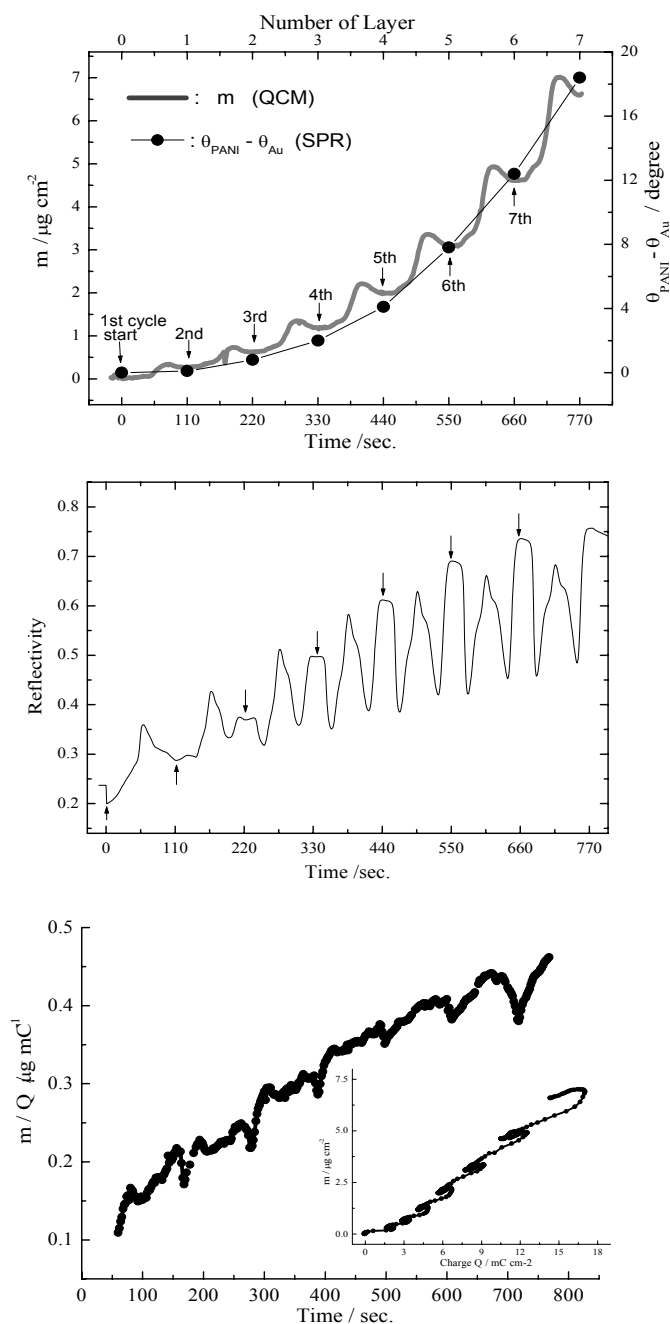 Number of Layer
0 1 2 3 4 5 6 7
7
6
5
4
3
2
1
0
m /µg cm-2
20
16
12
8
4
0
θPANI - θAu / degree
: m (QCM)
: θPANI - θAu (SPR)
1st cycle
start
2nd
3rd
4th
5th
6th
7th
0 110 220 330 440 550 660 770
Time /sec.
0.8
0.7
0.6
0.5
0.4
0.3
0.2
Reflectivity
0 110 220 330 440 550 660 770
Time /sec.
0.5
0.4
0.3
0.2
0.1
m / Q /µg mC1
0 100 200 300 400 500 600 700 800
Time / sec.
7.5
5.0
2.5
0.0
m / µg cm-2
0 3 6 9 12 15 18
Charge Q / mC cm-2